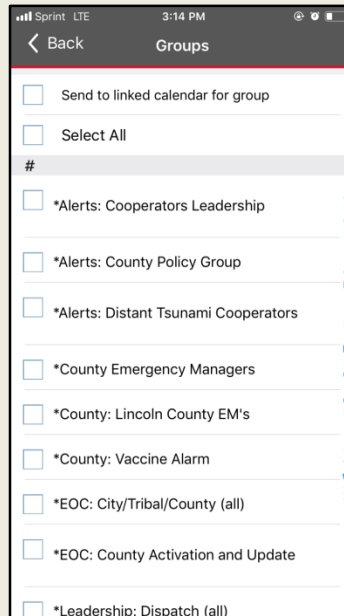 Sprint LTE 3:14 PM
Back Groups
Send to linked calendar for group
Select All
#
*Alerts: Cooperators Leadership
*Alerts: County Policy Group
*Alerts: Distant Tsunami Cooperators
*County Emergency Managers
*County: Lincoln County EM's
*County: Vaccine Alarm
*EOC: City/Tribal/County (all)
*EOC: County Activation and Update
*Leadership: Dispatch (all)